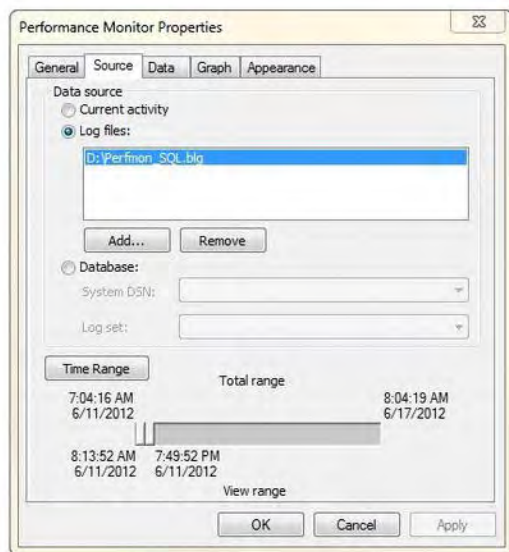 Performance Monitor Properties
General Source Data Graph Appearance
Data source
Current activity
Log files:
D:\Perfmon_SQL.blg
Add... Remove
Database:
System DSN:
Log set:
Time Range
Total range
7:04:16 AM 8:04:19 AM
6/11/2012 6/17/2012
8:13:52 AM 7:49:52 PM
6/11/2012 6/11/2012
View range
OK Cancel Apply